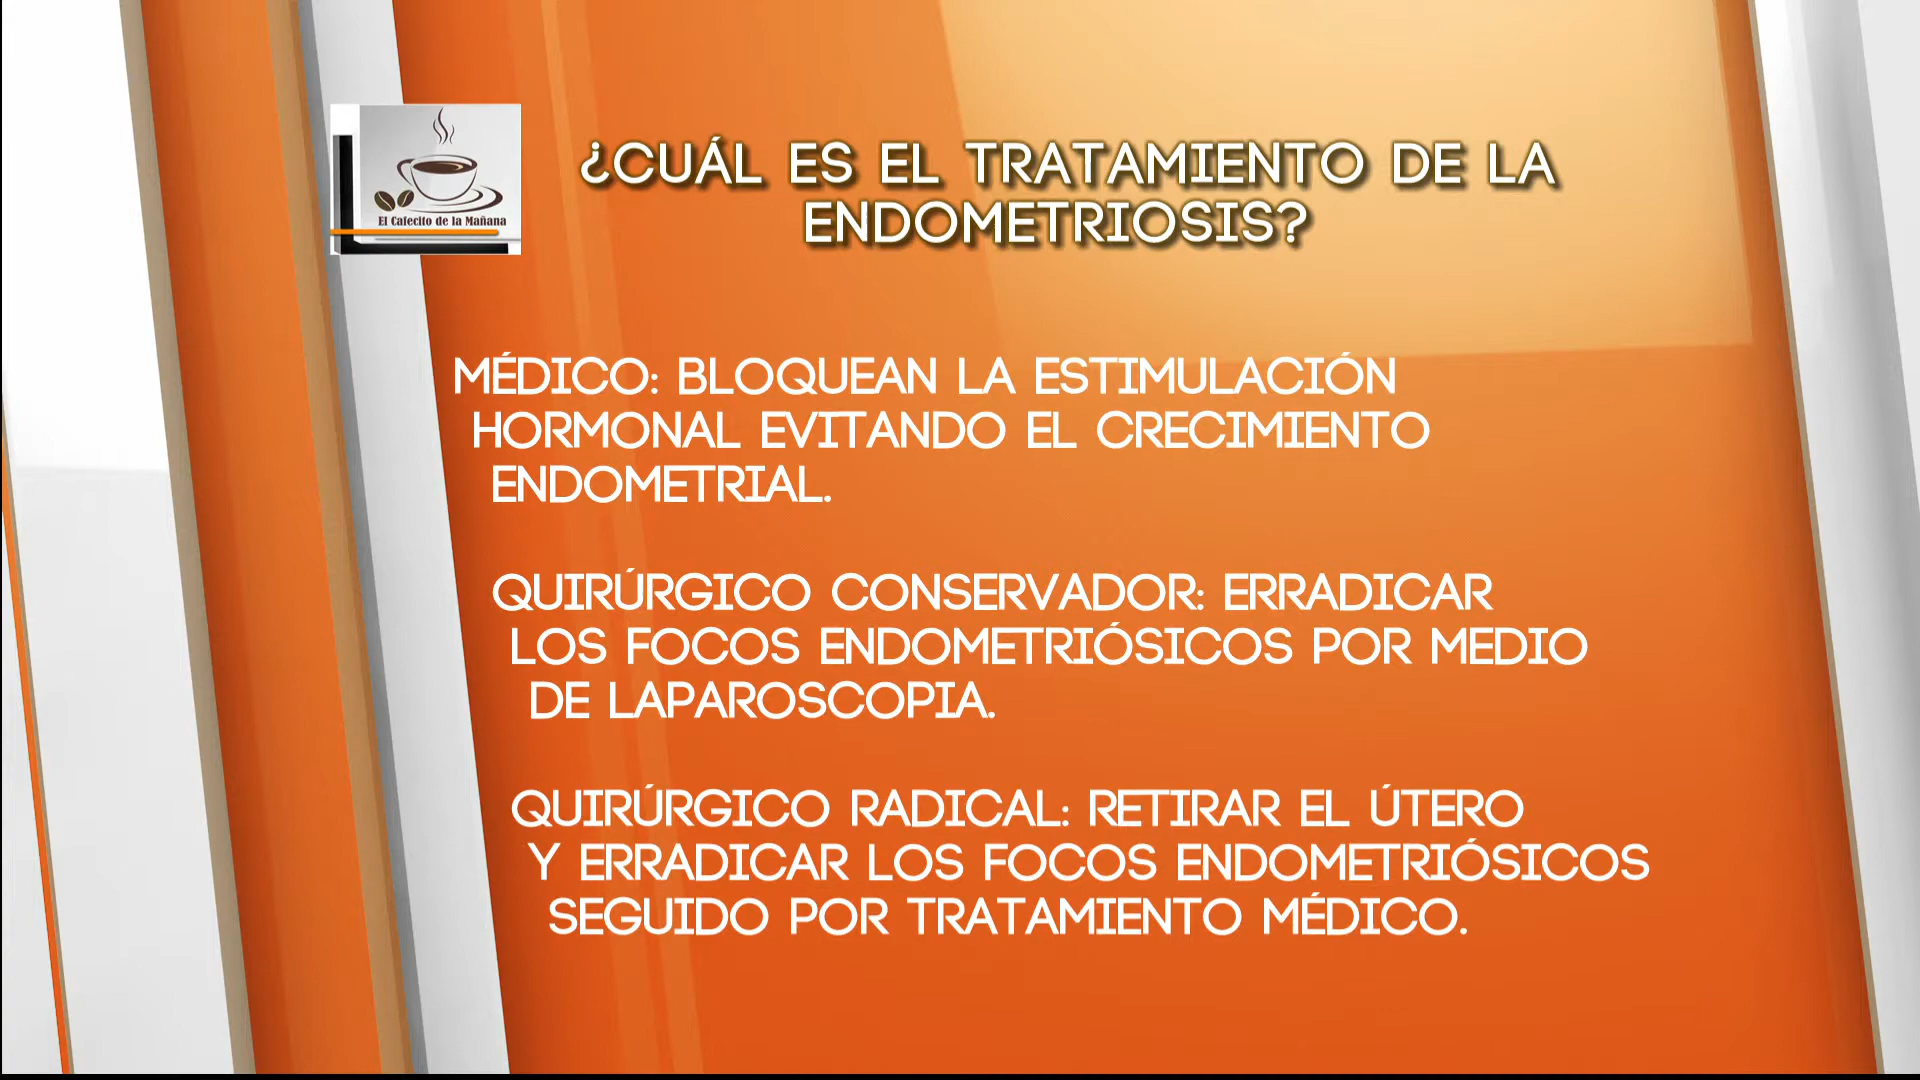 El Cafecito de la Mañana
¿CUÁL ES EL TRATAMIENTO DE LA
ENDOMETRIOSIS?
MÉDICO: BLOQUEAN LA ESTIMULACIÓN
HORMONAL EVITANDO EL CRECIMIENTO
ENDOMETRIAL.
QUIRÚRGICO CONSERVADOR: ERRADICAR
LOS FOCOS ENDOMETRIÓSICOS POR MEDIO
DE LAPAROSCOPIA.
QUIRÚRGICO RADICAL: RETIRAR EL ÚTERO
Y ERRADICAR LOS FOCOS ENDOMETRIÓSICOS
SEGUIDO POR TRATAMIENTO MÉDICO.